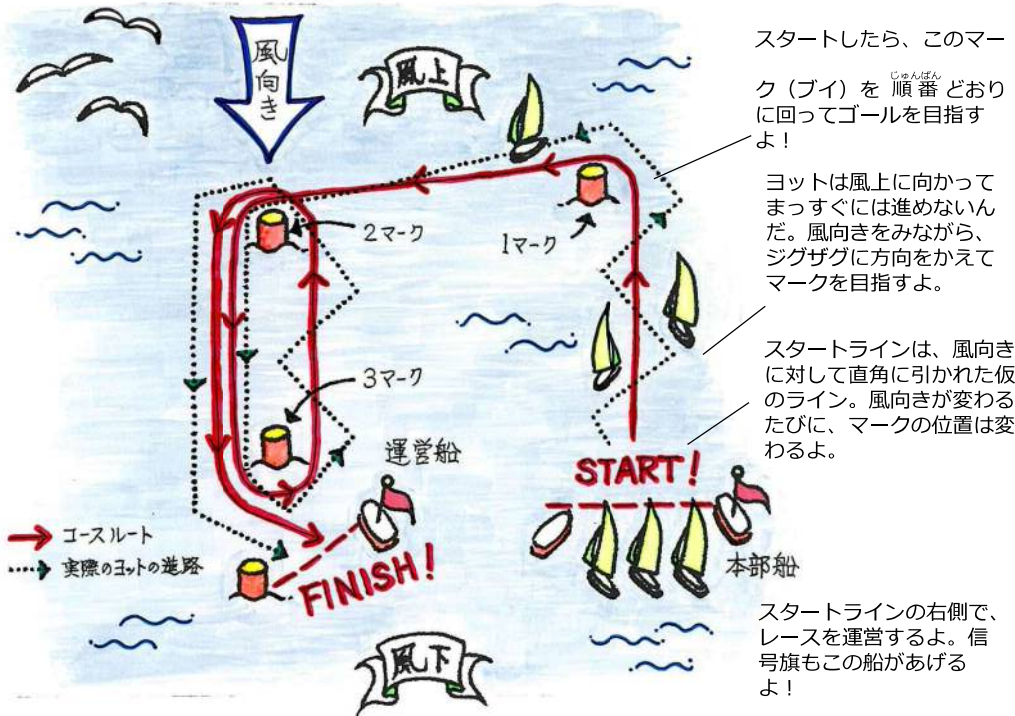 風向き
風上
スタートしたら、このマー
じゅんばん
ク（ブイ）を 順番 どおり
に回ってゴールを目指す
よ！
ヨットは風上に向かって
まっすぐには進めないん
だ。風向きをみながら、
ジグザグに方向をかえて
マークを目指すよ。
2マーク
1マーク
3マーク
スタートラインは、風向き
に対して直角に引かれた仮
のライン。風向きが変わる
たびに、マークの位置は変
わるよ。
運営船
START!
コースルート
実際のヨットの進路
FINISH!
本部船
風下
スタートラインの右側で、
レースを運営するよ。信
号旗もこの船があげる
よ！